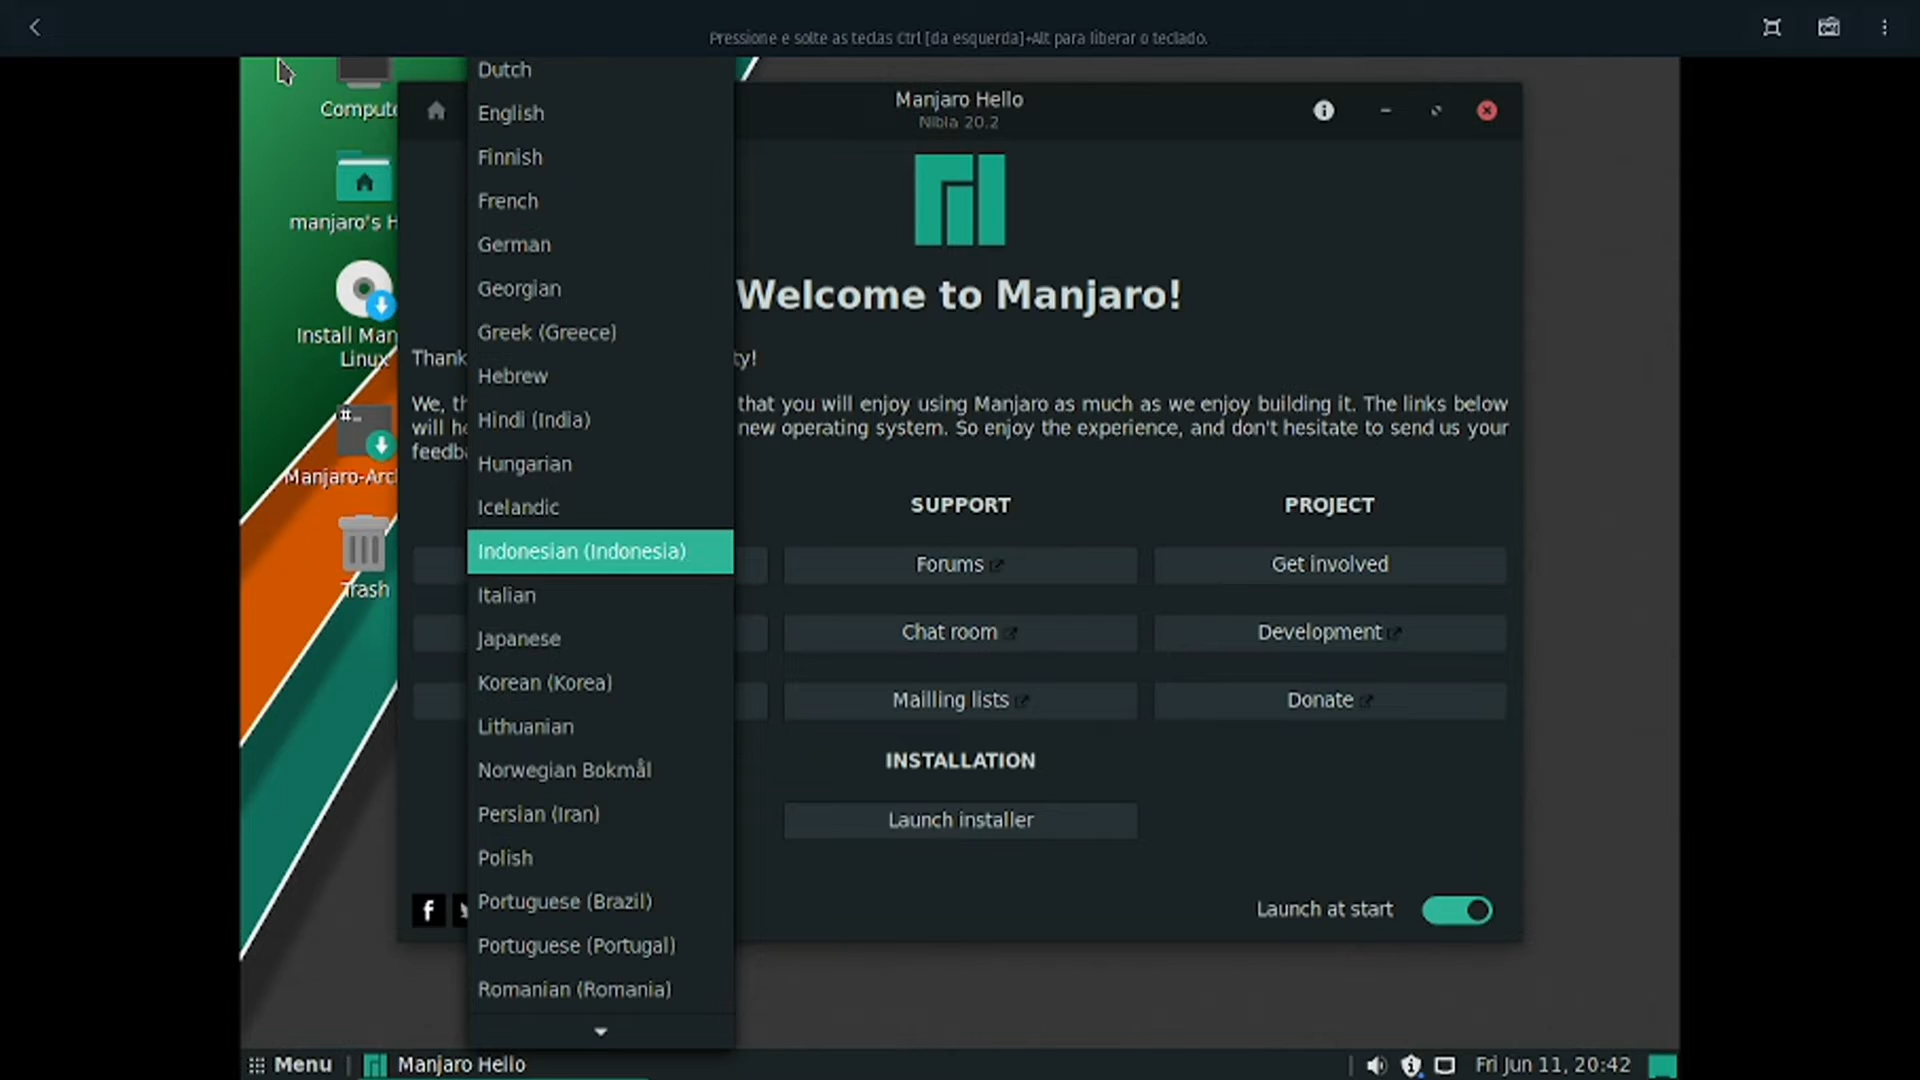 Pressione e solte as teclas Ctrl [da esquerda]+Alt para liberar o teclado.
Compute
manjaro's H
Install Man
Linux
#_
Manjaro-Arc
Trash
Dutch
English
Finnish
French
German
Georgian
Greek (Greece)
Hebrew
Hindi (India)
Hungarian
Icelandic
Indonesian (Indonesia)
Italian
Japanese
Korean (Korea)
Lithuanian
Norwegian Bokmål
Persian (Iran)
Polish
Portuguese (Brazil)
Portuguese (Portugal)
Romanian (Romania)
Manjaro Hello
Nibia 20.2
Welcome to Manjaro!
Thank ty!
We, th that you will enjoy using Manjaro as much as we enjoy building it. The links below
will he new operating system. So enjoy the experience, and don't hesitate to send us your
feedba
SUPPORT
PROJECT
Forums
Get involved
Chat room
Development
Mailling lists
Donate
INSTALLATION
Launch installer
f
Launch at start
Menu
Manjaro Hello
Fri Jun 11, 20:42